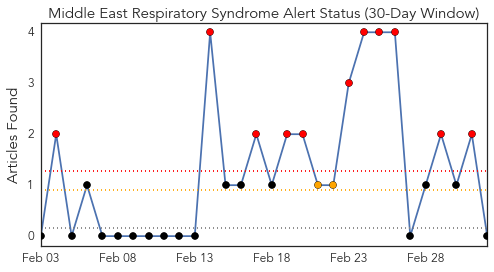 Middle East Respiratory Syndrome Alert Status (30-Day Window)
Articles Found
4
3
2
1
0
Feb 03
Feb 08
Feb 13
Feb 18
Feb 23
Feb 28